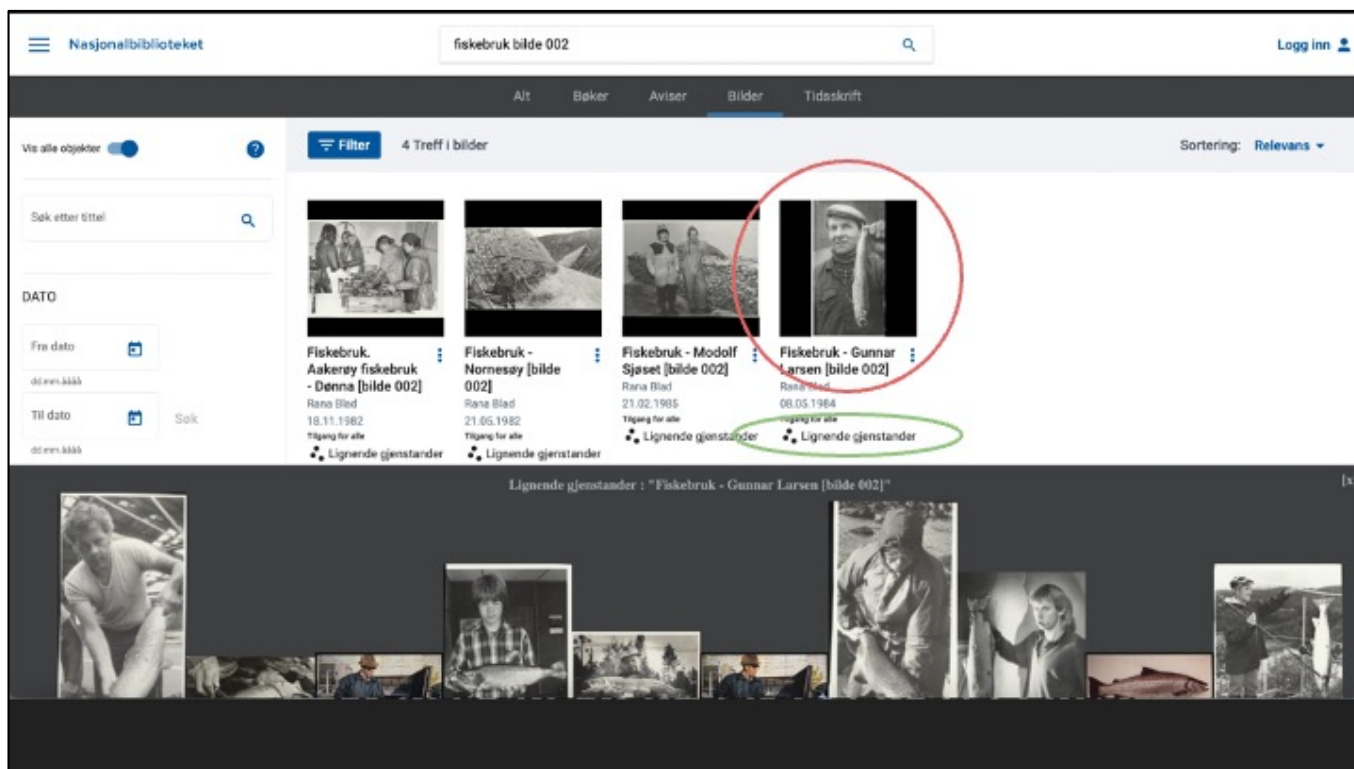 Nasjonalbiblioteket
fiskebruk bilde 002
Logg inn
Alt Bøker Aviser Bilder Tidsskrift
Vis alle objekter
?
Filter
4 Treff i bilder
Sortering: Relevans
Søk etter tittel
DATO
Fra dato
dd.mm.åååå
Til dato
Søk
dd.mm.åååå
Fiskebruk.
Aakerøy fiskebruk
- Dønna [bilde 002]
Rana Blad
18.11.1982
Tilgang for alle
Lignende gjenstander
Fiskebruk -
Nornesøy [bilde
002]
Rana Blad
21.05.1982
Tilgang for alle
Lignende gjenstander
Fiskebruk - Modolf
Sjøset [bilde 002]
Rana Blad
21.02.1985
Tilgang for alle
Lignende gjenstander
Fiskebruk - Gunnar
Larsen [bilde 002]
Rana Blad
08.05.1984
Tilgang for alle
Lignende gjenstander
Lignende gjenstander : "Fiskebruk - Gunnar Larsen [bilde 002]"
[x